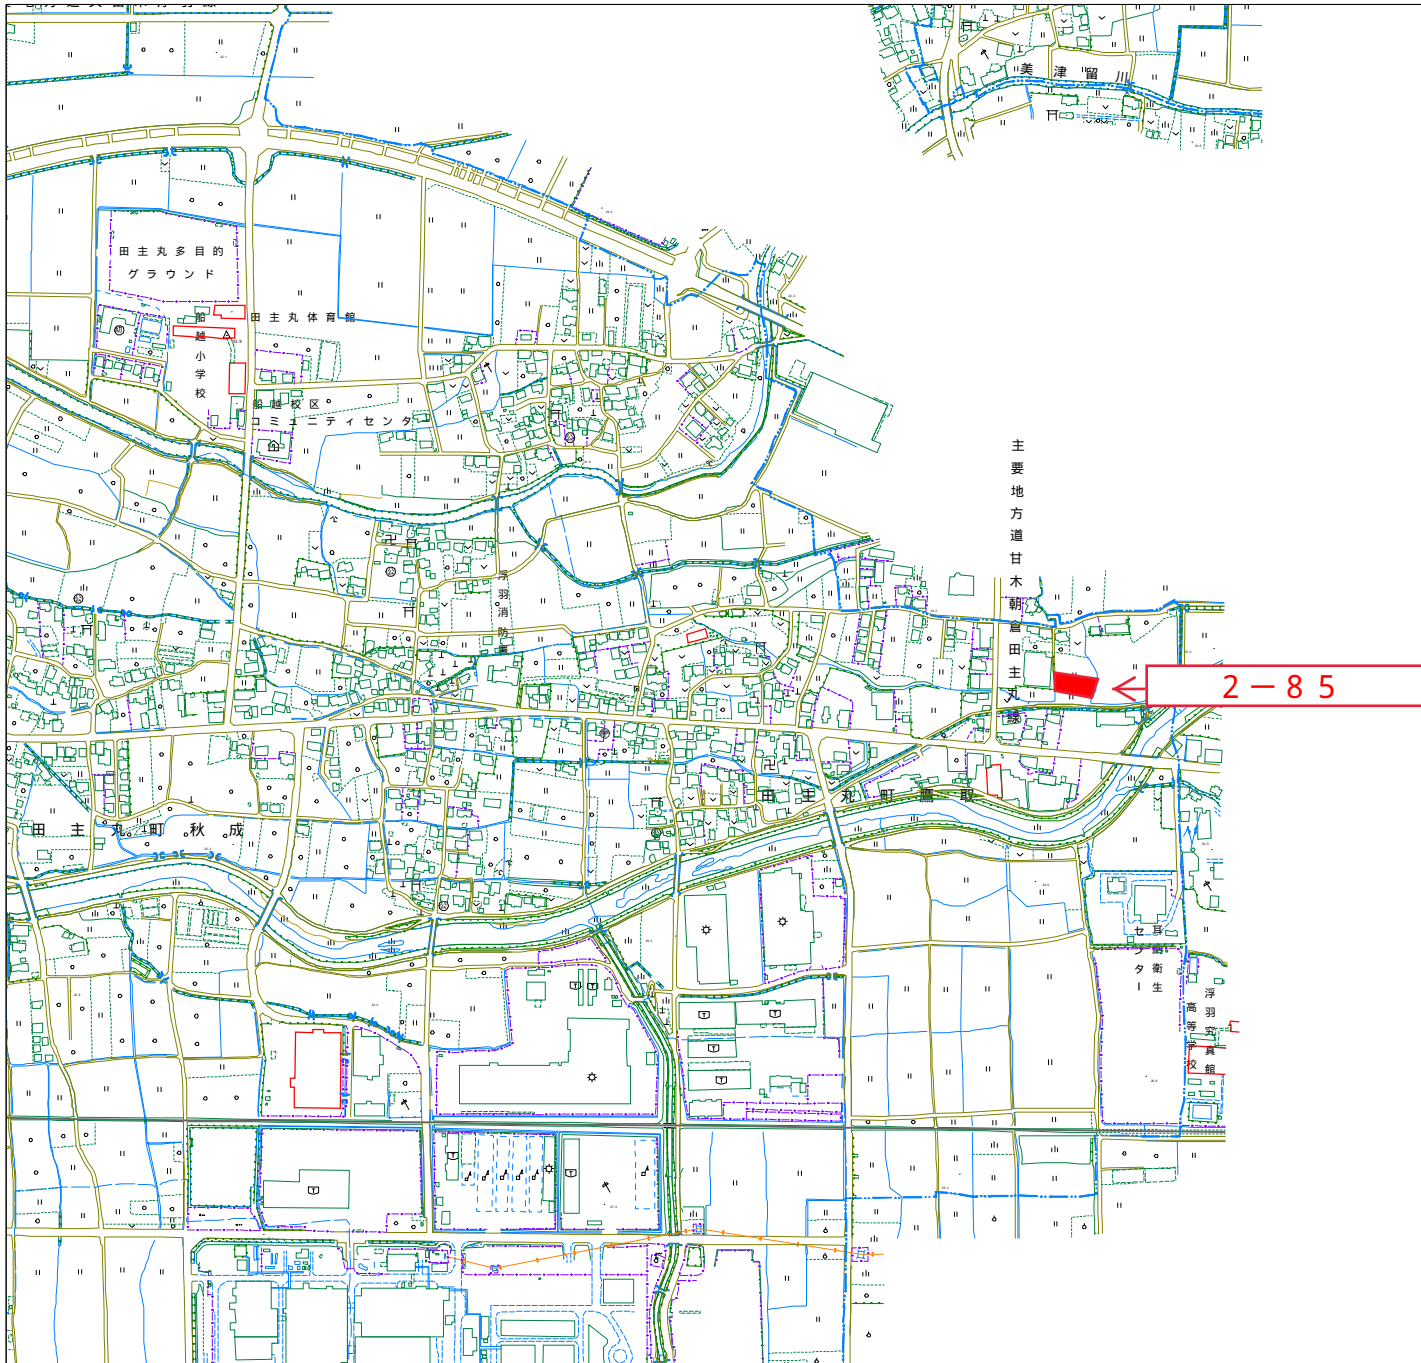 美津留川
田主丸多目的
グラウンド
船越小学校
田主丸体育館
船越校区
コミュニティセンター
主要地方道甘木朝倉田主丸線
浮羽消防署
2－85
田主丸町鷹取
田主丸町秋成
耳納衛生
センター
浮羽究真館
高等学校